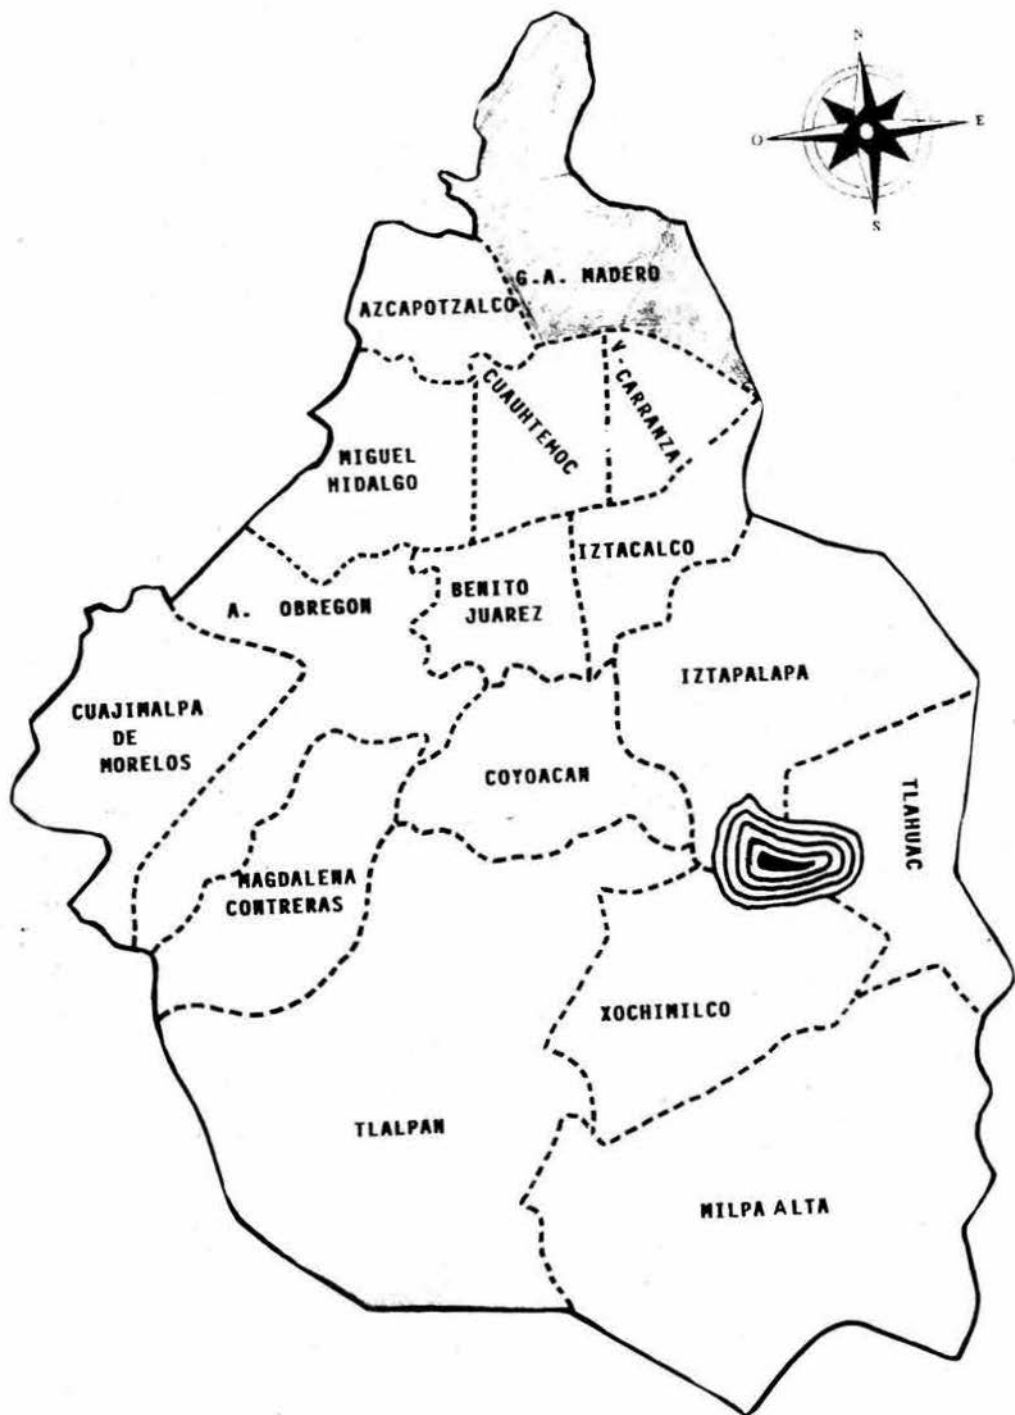 N
O
E
S
G.A. MADERO
AZCAPOTZALCO
CUAUHTEMOC
V. CARRANZA
MIGUEL
HIDALGO
IZTACALCO
BENITO
JUAREZ
A. OBREGON
IZTAPALAPA
CUAJIMALPA
DE
MORELOS
COYOACAN
TLAHUAC
MAGDALENA
CONTRERAS
XOCHIMILCO
TLALPAN
MILPA ALTA